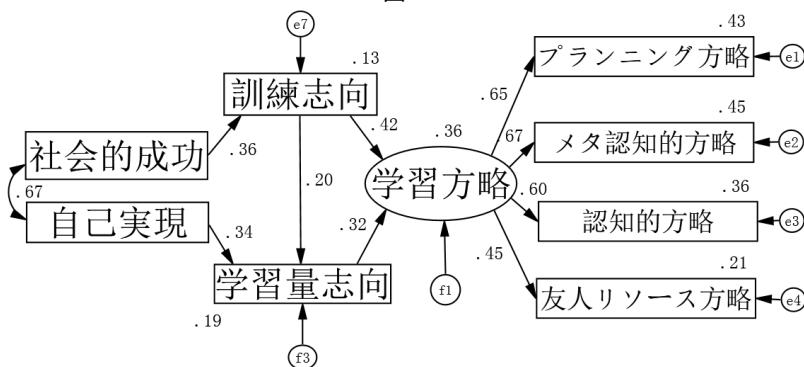 e7
.13
訓練志向
.43
プランニング方略
e1
.65
.42
.36
.45
社会的成功
.36
.67
メタ認知的方略
e2
.67
.20
学習方略
.60
.36
自己実現
.34
.32
認知的方略
e3
学習量志向
.45
.21
f1
友人リソース方略
e4
.19
f3